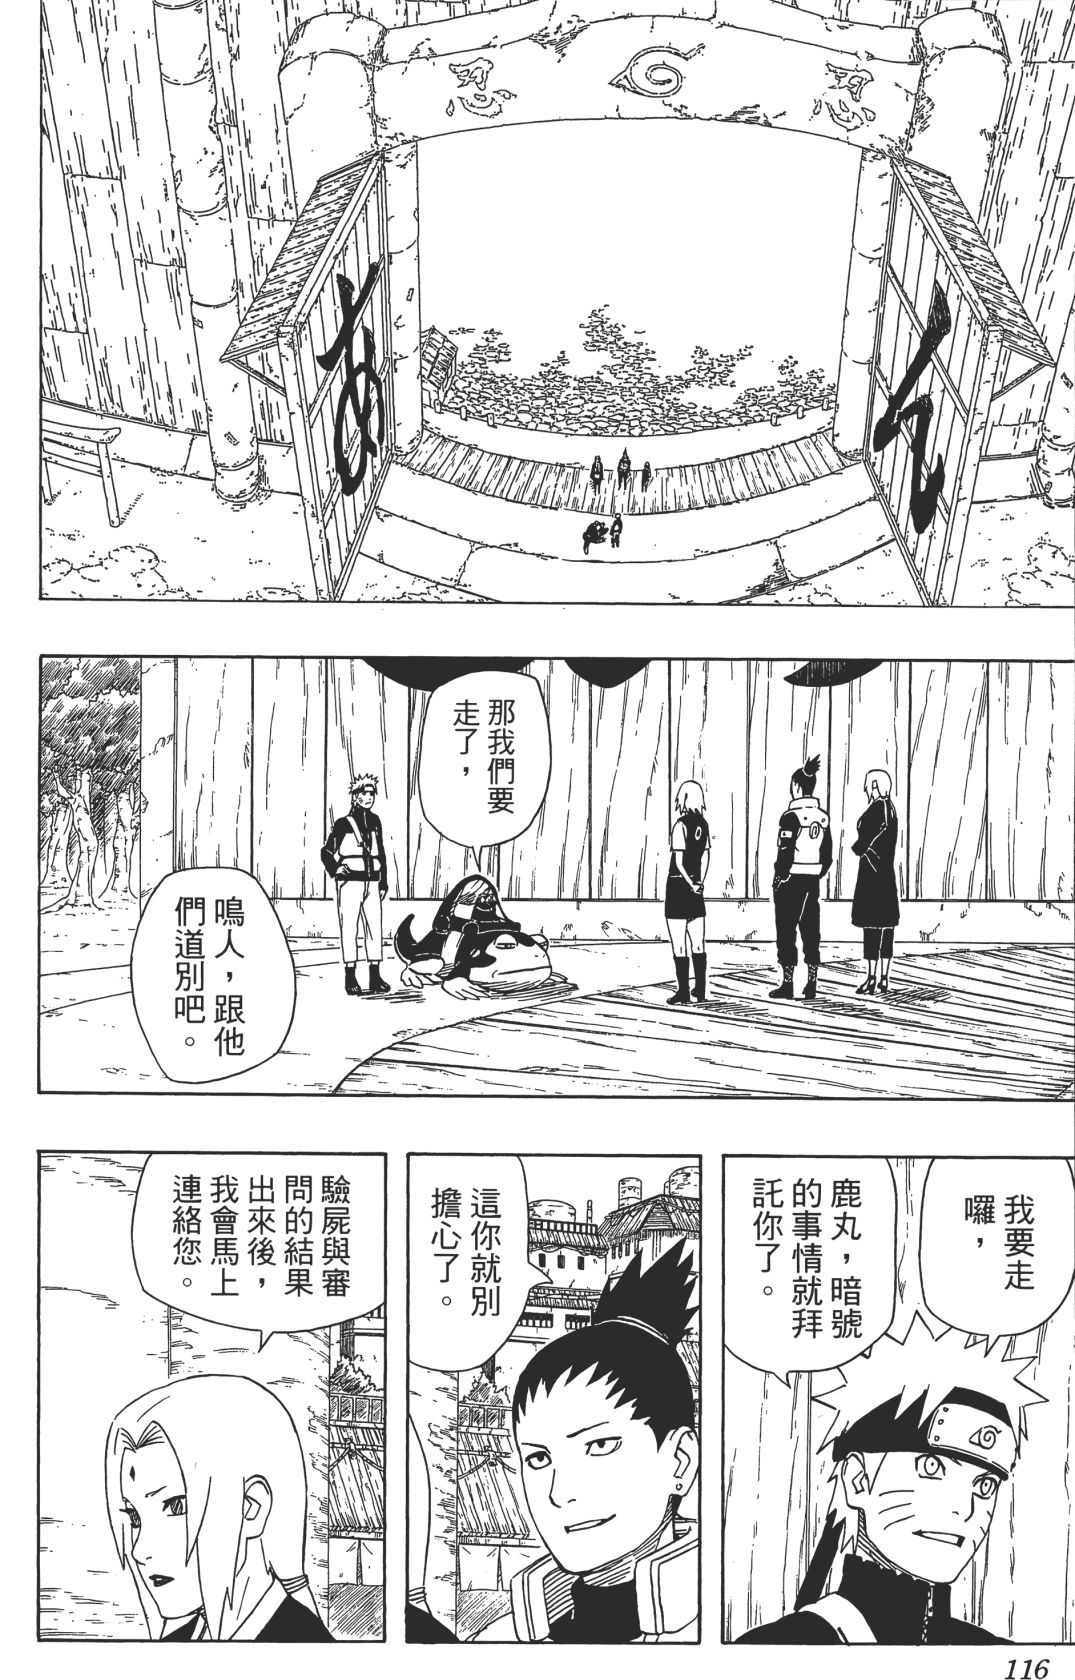 忍
忍
あ
ん
那我們要
走了，
鳴人，跟他
們道別吧。
我要走
囉，
鹿丸，暗號
的事情就拜
託你了。
這你就別
擔心了。
驗屍與審
問的結果
出來後，
我會馬上
連絡您。
116